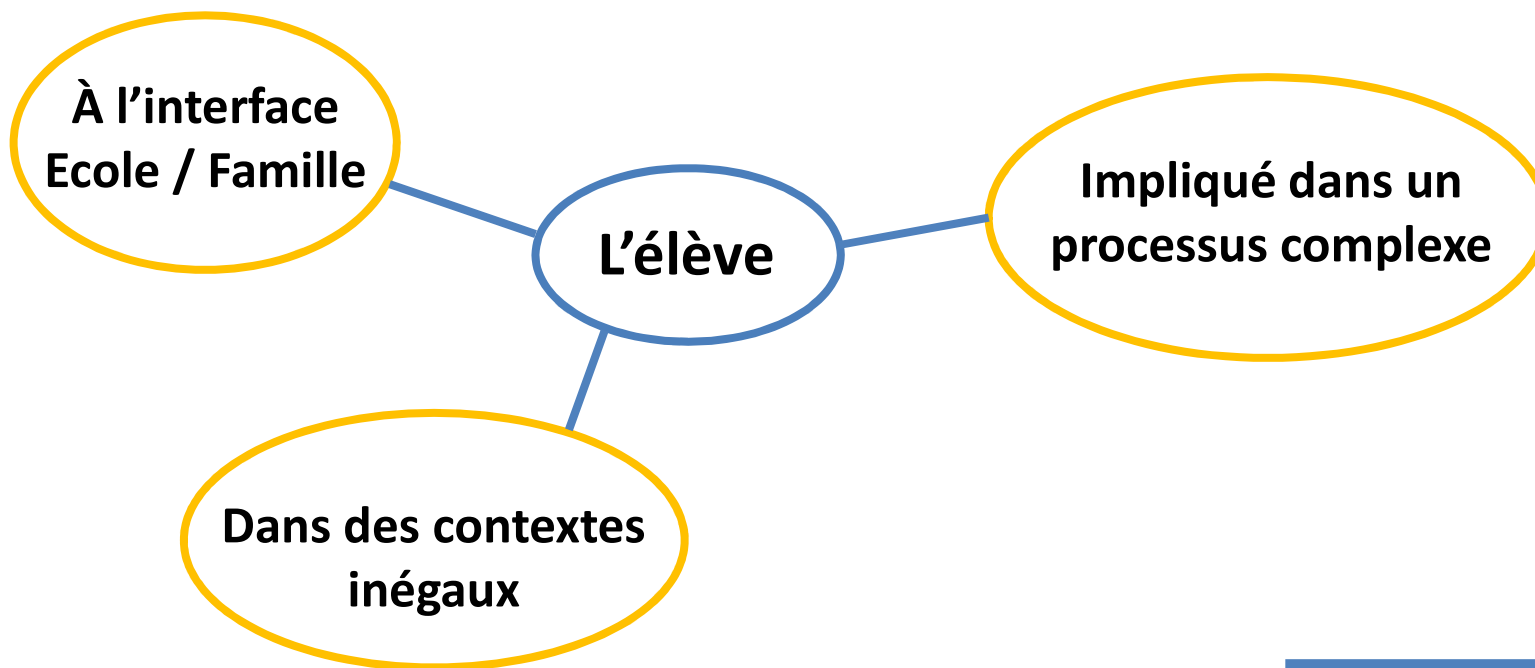 À l’interface
Ecole / Famille
L’élève
Impliqué dans un
processus complexe
Dans des contextes
inégaux